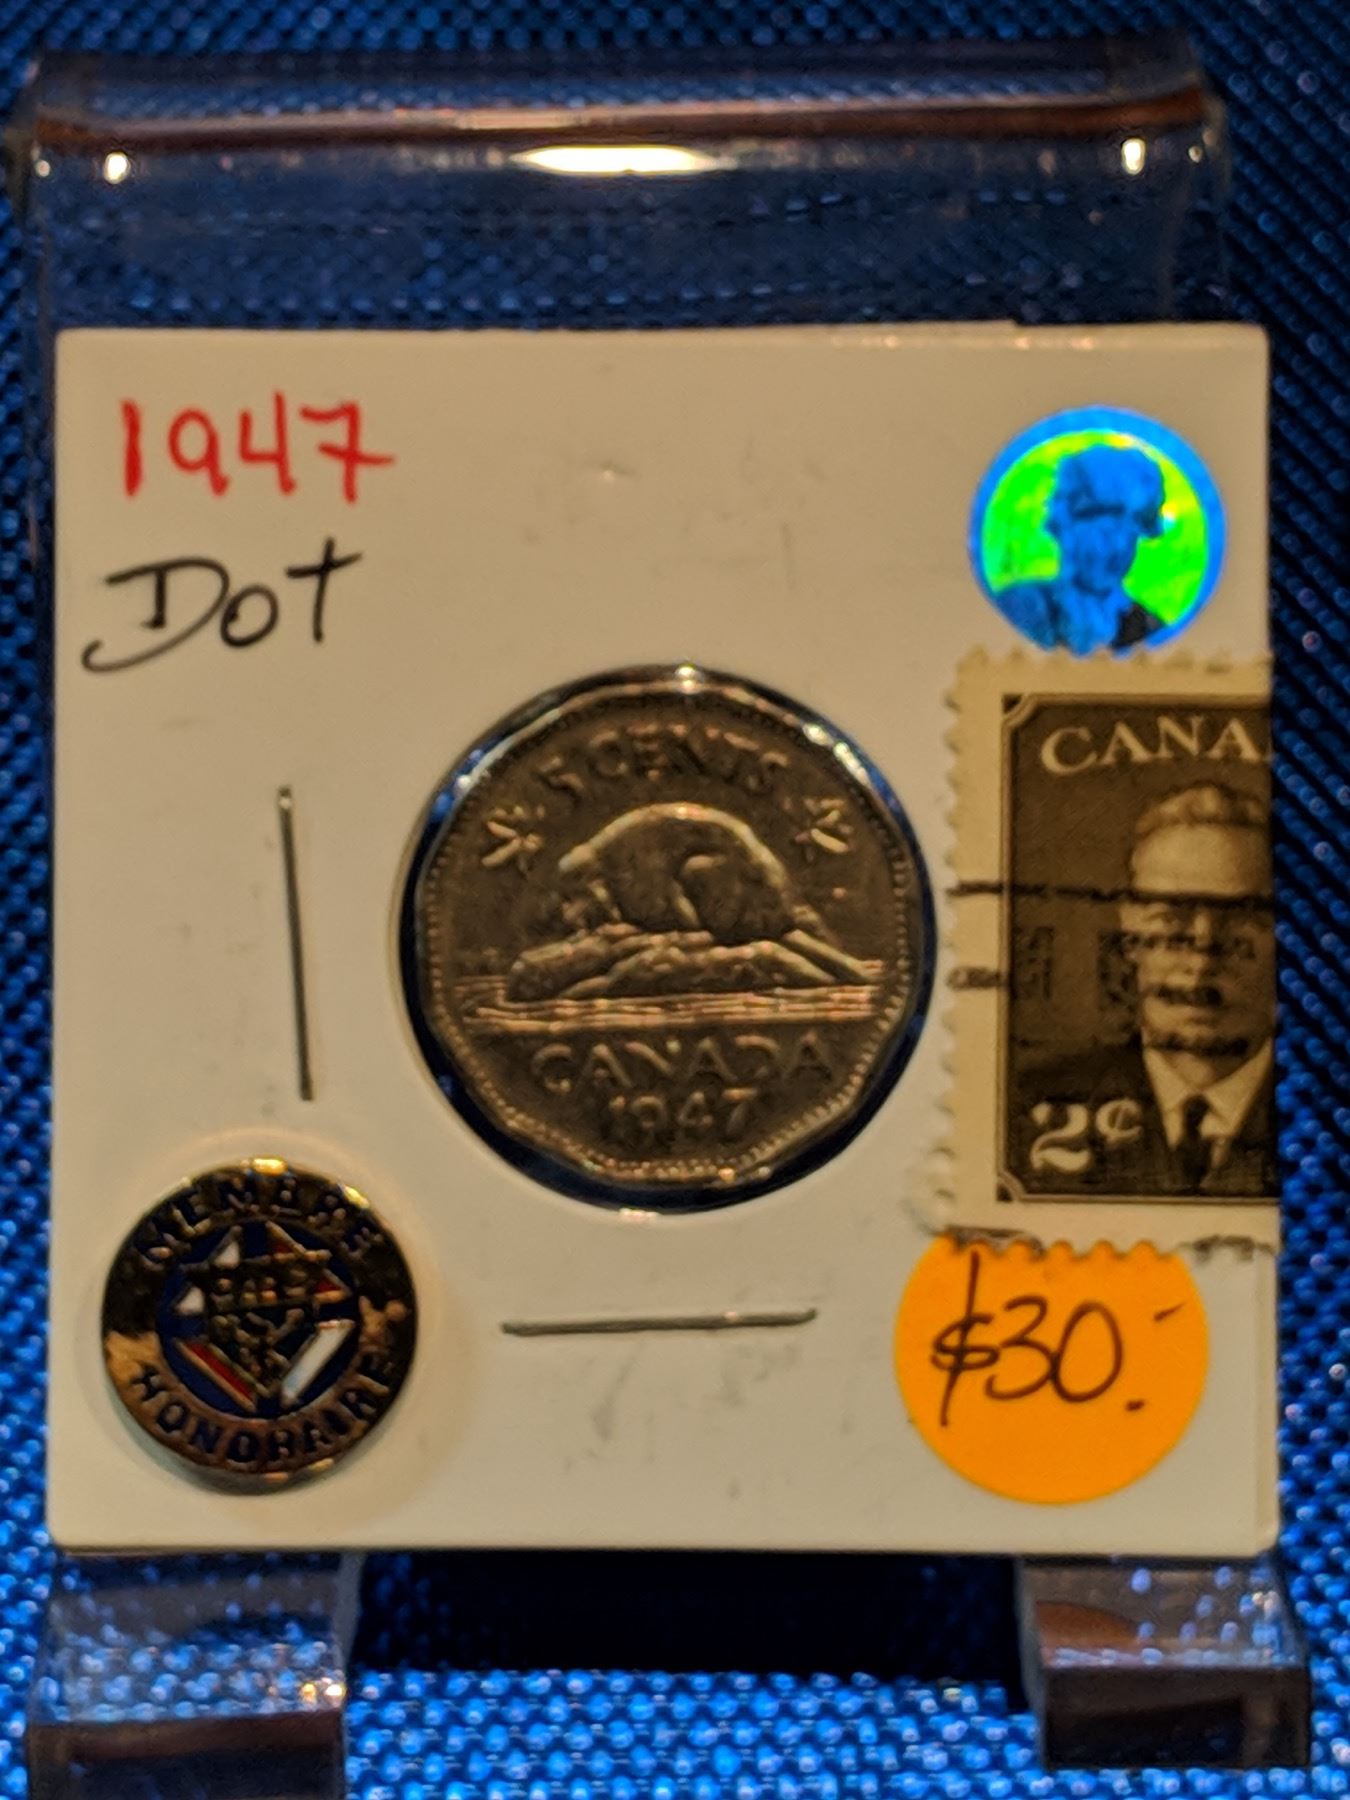 1947
Dot
5 CENTS
CANADA
1947
CANA
2¢
MEMBRE
HONORAIRE
$30.-